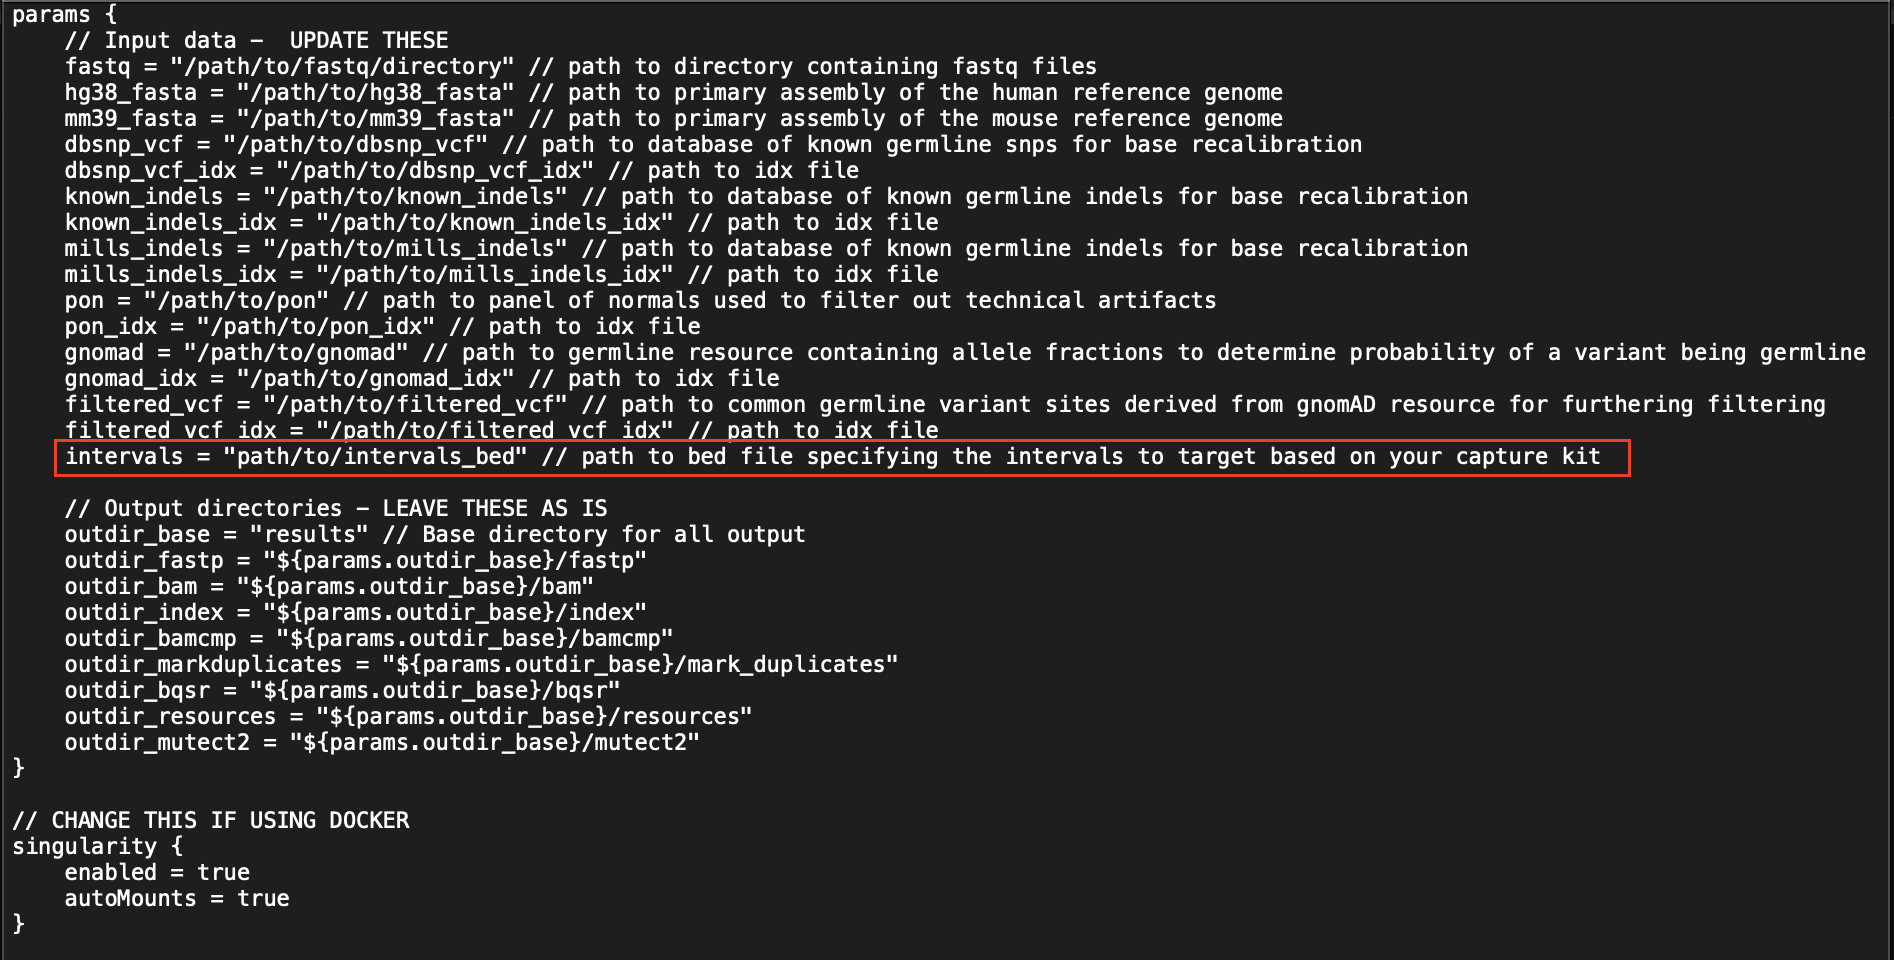 params {
    // Input data –  UPDATE THESE
    fastq = "/path/to/fastq/directory" // path to directory containing fastq files
    hg38_fasta = "/path/to/hg38_fasta" // path to primary assembly of the human reference genome
    mm39_fasta = "/path/to/mm39_fasta" // path to primary assembly of the mouse reference genome
    dbsnp_vcf = "/path/to/dbsnp_vcf" // path to database of known germline snps for base recalibration
    dbsnp_vcf_idx = "/path/to/dbsnp_vcf_idx" // path to idx file
    known_indels = "/path/to/known_indels" // path to database of known germline indels for base recalibration
    known_indels_idx = "/path/to/known_indels_idx" // path to idx file
    mills_indels = "/path/to/mills_indels" // path to database of known germline indels for base recalibration
    mills_indels_idx = "/path/to/mills_indels_idx" // path to idx file
    pon = "/path/to/pon" // path to panel of normals used to filter out technical artifacts
    pon_idx = "/path/to/pon_idx" // path to idx file
    gnomad = "/path/to/gnomad" // path to germline resource containing allele fractions to determine probability of a variant being germline
    gnomad_idx = "/path/to/gnomad_idx" // path to idx file
    filtered_vcf = "/path/to/filtered_vcf" // path to common germline variant sites derived from gnomAD resource for furthering filtering
    filtered_vcf_idx = "/path/to/filtered_vcf_idx" // path to idx file
    intervals = "path/to/intervals_bed" // path to bed file specifying the intervals to target based on your capture kit

    // Output directories – LEAVE THESE AS IS
    outdir_base = "results" // Base directory for all output
    outdir_fastp = "${params.outdir_base}/fastp"
    outdir_bam = "${params.outdir_base}/bam"
    outdir_index = "${params.outdir_base}/index"
    outdir_bamcmp = "${params.outdir_base}/bamcmp"
    outdir_markduplicates = "${params.outdir_base}/mark_duplicates"
    outdir_bqsr = "${params.outdir_base}/bqsr"
    outdir_resources = "${params.outdir_base}/resources"
    outdir_mutect2 = "${params.outdir_base}/mutect2"
}

// CHANGE THIS IF USING DOCKER
singularity {
    enabled = true
    autoMounts = true
}